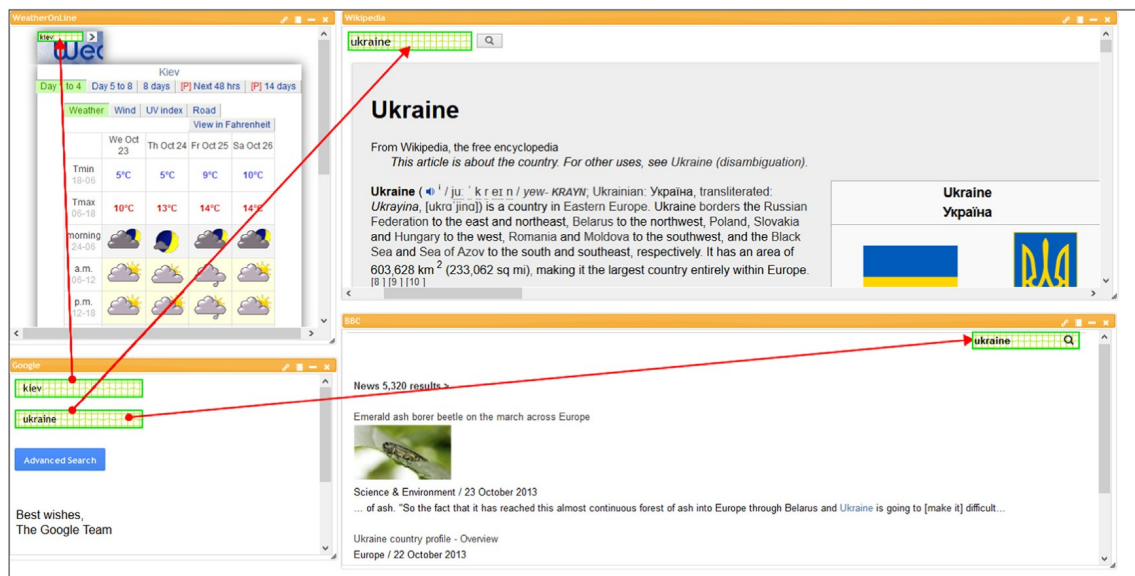 WeatherOnLine
kiev
Wea
Kiev
Day 1 to 4 Day 5 to 8 8 days [P] Next 48 hrs [P] 14 days
Weather Wind UV index Road
View in Fahrenheit
We Oct 23 Th Oct 24 Fr Oct 25 Sa Oct 26
Tmin
18-06 5°C 5°C 9°C 10°C
Tmax
06-18 10°C 13°C 14°C 14°C
morning
24-06
a.m.
06-12
p.m.
12-18
Google
kiev
ukraine
Advanced Search
Best wishes,
The Google Team
Wikipedia
ukraine
Ukraine
From Wikipedia, the free encyclopedia
This article is about the country. For other uses, see Ukraine (disambiguation).
Ukraine ( i / juː ˈ k r eɪ n / yew- KRAYN; Ukrainian: Україна, transliterated:
Ukrayina, [ukrɑˈjinɑ]) is a country in Eastern Europe. Ukraine borders the Russian
Federation to the east and northeast, Belarus to the northwest, Poland, Slovakia
and Hungary to the west, Romania and Moldova to the southwest, and the Black
Sea and Sea of Azov to the south and southeast, respectively. It has an area of
603,628 km 2 (233,062 sq mi), making it the largest country entirely within Europe.
[8 ] [9 ] [10 ]
Ukraine
Україна
BBC
ukraine
News 5,320 results >
Emerald ash borer beetle on the march across Europe
Science & Environment / 23 October 2013
... of ash. "So the fact that it has reached this almost continuous forest of ash into Europe through Belarus and Ukraine is going to [make it] difficult...
Ukraine country profile - Overview
Europe / 22 October 2013